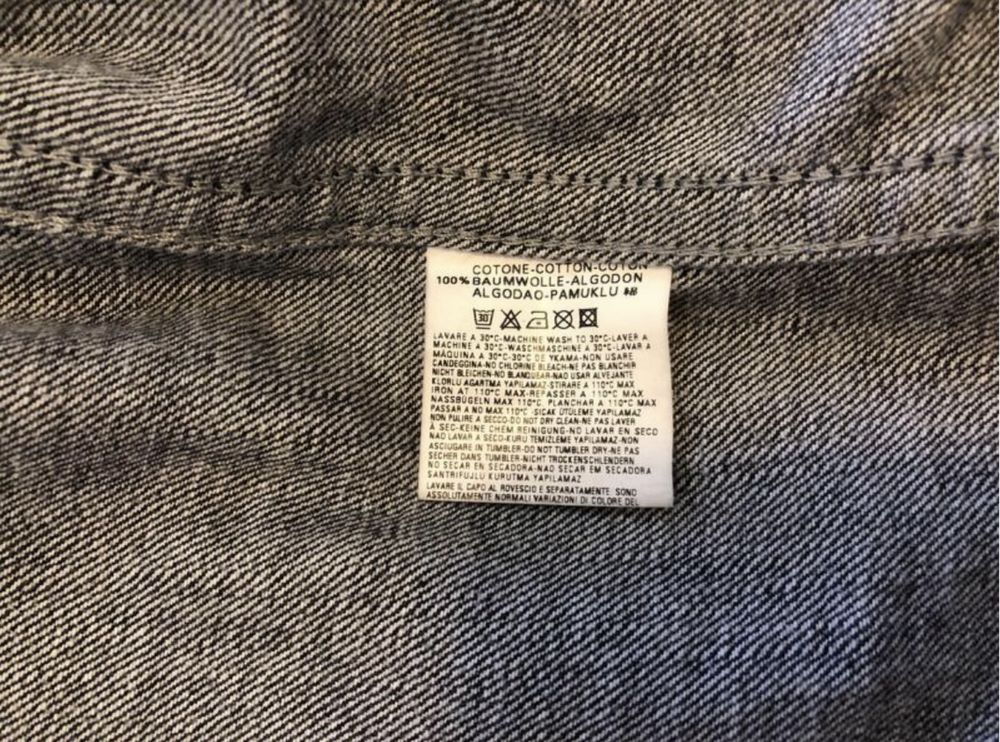 COTONE-COTTON-COTON
100% BAUMWOLLE-ALGODON
ALGODAO-PAMUKLU 綿
30
LAVARE A 30°C-MACHINE WASH TO 30°C-LAVER A
MACHINE A 30°C-WASCHMASCHINE A 30°C-LAVAR A
MAQUINA A 30°C-30°C DE YKAMA-NON USARE
CANDEGGINA-NO CHLORINE BLEACH-NE PAS BLANCHIR
NICHT BLEICHEN-NO BLANQUEAR-NAO USAR ALVEJANTE
KLORLU AGARTMA YAPILAMAZ-STIRARE A 110°C MAX
IRON AT 110°C MAX-REPASSER A 110°C MAX
NASSBÜGELN MAX 110°C. PLANCHAR A 110°C MAX
PASSAR A NO MAX 110°C -SICAK ÜTÜLEME YAPILAMAZ
NON PULIRE A SECCO-DO NOT DRY CLEAN-NE PAS LAVER
À SEC-KEINE CHEM REINIGUNG-NO LAVAR EN SECO
NAO LAVAR A SECO-KURU TEMIZLEME YAPILAMAZ-NON
ASCIUGARE IN TUMBLER-DO NOT TUMBLER DRY-NE PAS
SECHER DANS TUMBLER-NICHT TROCKENSCHLENDERN
NO SECAR EN SECADORA-NAO SECAR EM SECADORA
SANTRIFUJLU KURUTMA YAPILAMAZ
LAVARE IL CAPO AL ROVESCIO E SEPARATAMENTE SONO
ASSOLUTAMENTE NORMALI VARIAZIONI DI COLORE DEL